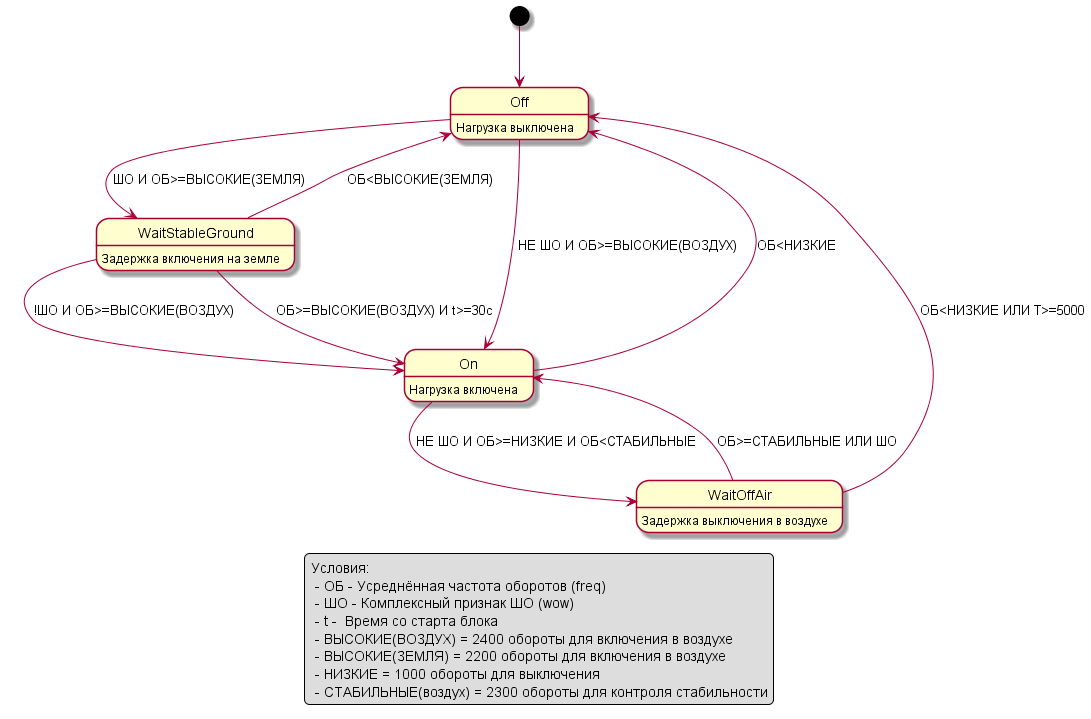 Off
Нагрузка выключена
ШО И ОБ>=ВЫСОКИЕ(ЗЕМЛЯ)
ОБ<ВЫСОКИЕ(ЗЕМЛЯ)
WaitStableGround
Задержка включения на земле
НЕ ШО И ОБ>=ВЫСОКИЕ(ВОЗДУХ)
ОБ<НИЗКИЕ
!ШО И ОБ>=ВЫСОКИЕ(ВОЗДУХ)
ОБ>=ВЫСОКИЕ(ВОЗДУХ) И t>=30с
ОБ<НИЗКИЕ ИЛИ T>=5000
On
Нагрузка включена
НЕ ШО И ОБ>=НИЗКИЕ И ОБ<СТАБИЛЬНЫЕ
ОБ>=СТАБИЛЬНЫЕ ИЛИ ШО
WaitOffAir
Задержка выключения в воздухе
Условия:
- ОБ - Усреднённая частота оборотов (freq)
- ШО - Комплексный признак ШО (wow)
- t - Время со старта блока
- ВЫСОКИЕ(ВОЗДУХ) = 2400 обороты для включения в воздухе
- ВЫСОКИЕ(ЗЕМЛЯ) = 2200 обороты для включения в воздухе
- НИЗКИЕ = 1000 обороты для выключения
- СТАБИЛЬНЫЕ(воздух) = 2300 обороты для контроля стабильности